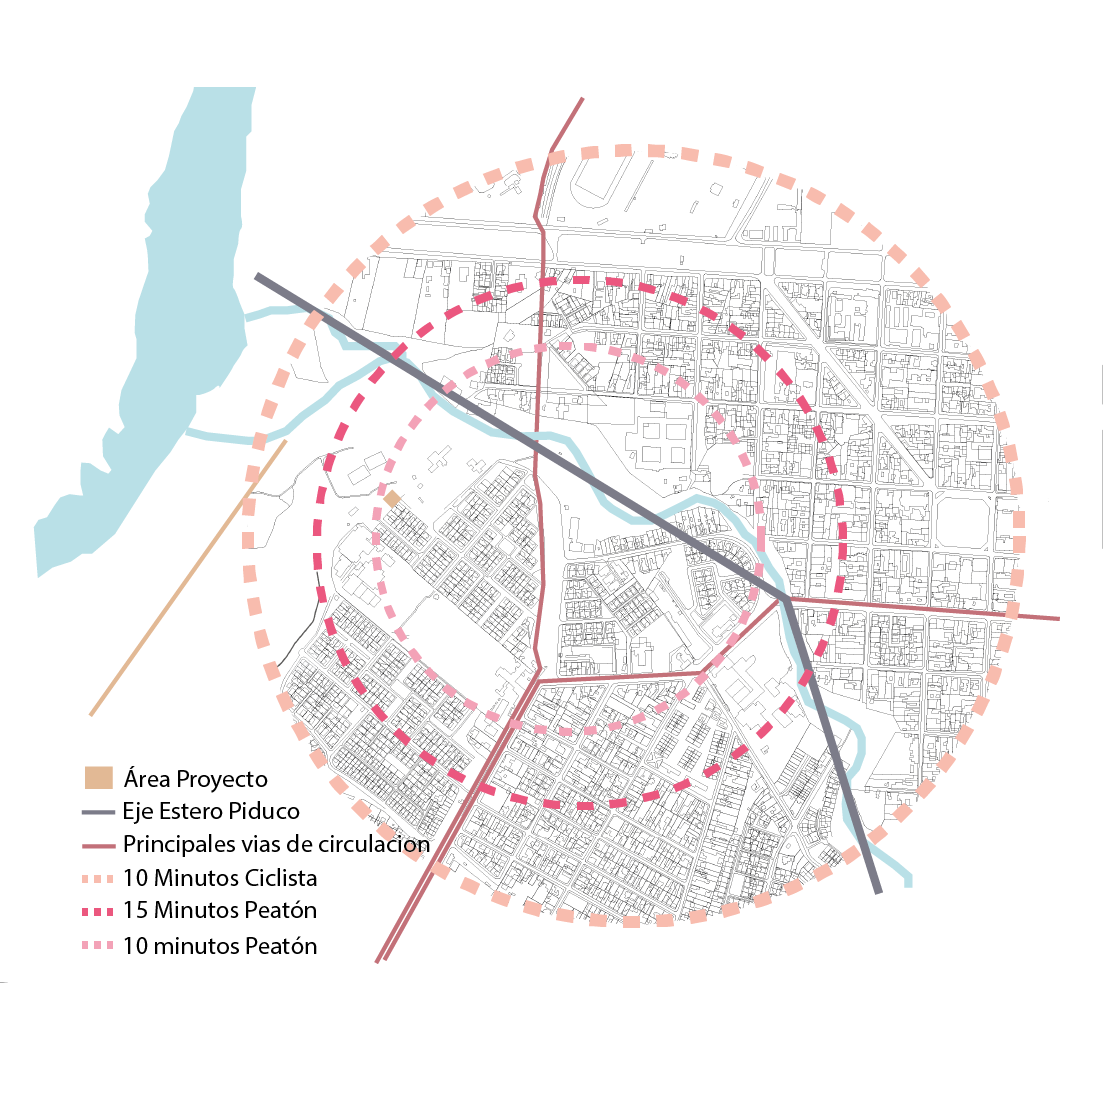 Área Proyecto
Eje Estero Piduco
Principales vias de circulacion
10 Minutos Ciclista
15 Minutos Peatón
10 minutos Peatón